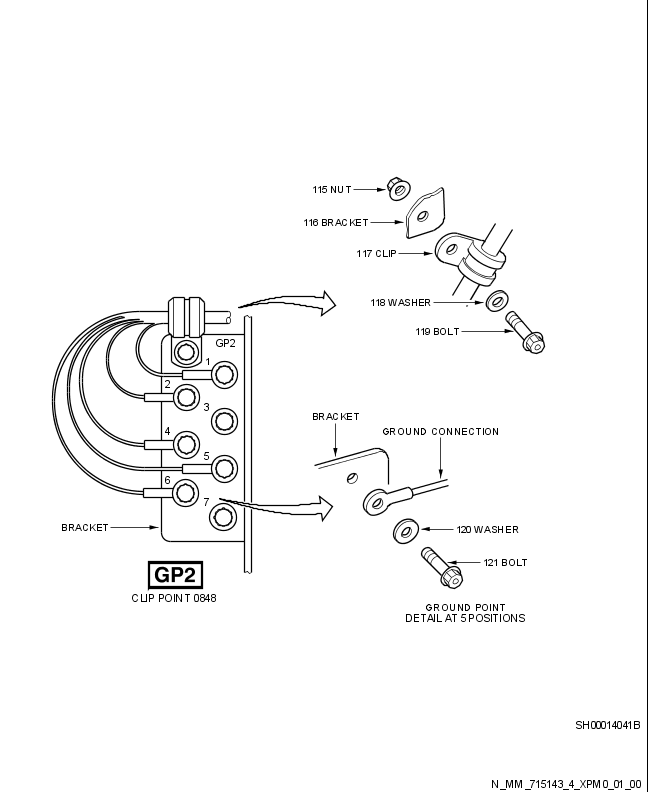 115 NUT
116 BRACKET
117 CLIP
118 WASHER
119 BOLT
GP2
1
2
3
4
5
6
7
BRACKET
GP2
CLIP POINT 0848
BRACKET
GROUND CONNECTION
120 WASHER
121 BOLT
GROUND POINT
DETAIL AT 5 POSITIONS
SH00014041B
N_MM_715143_4_XPM0_01_00